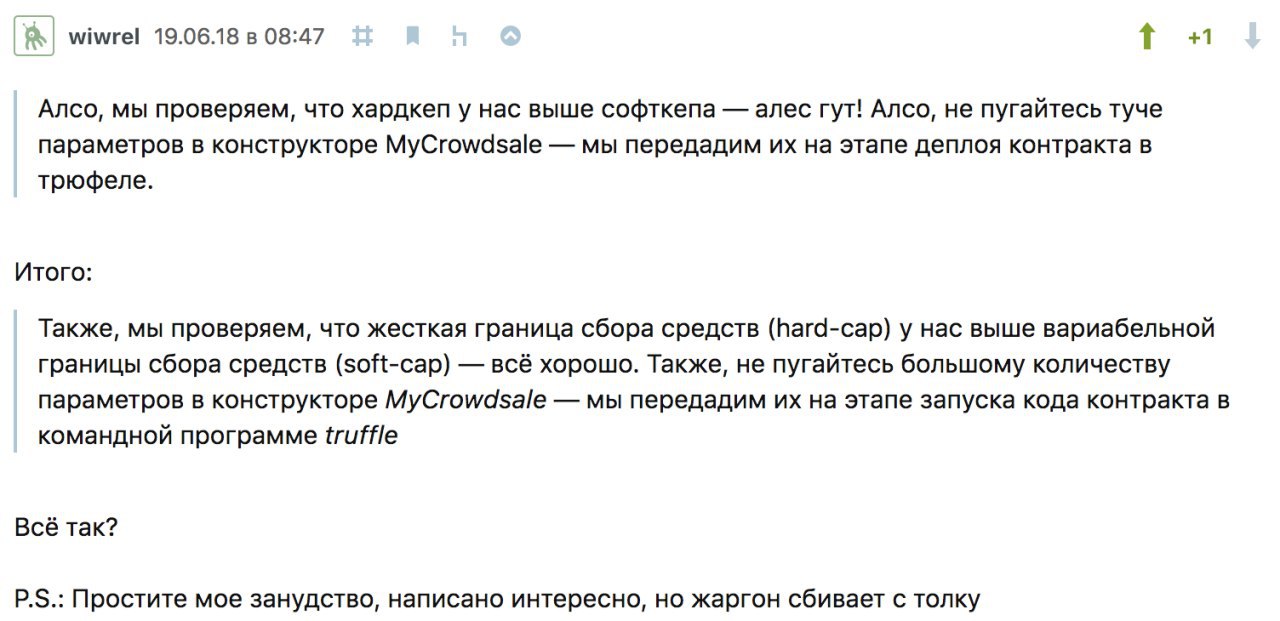 wiwrel 19.06.18 в 08:47 +1
Алсо, мы проверяем, что хардкеп у нас выше софткепа — алес гут! Алсо, не пугайтесь туче
параметров в конструкторе MyCrowdsale — мы передадим их на этапе деплоя контракта в
трюфеле.
Итого:
Также, мы проверяем, что жесткая граница сбора средств (hard-cap) у нас выше вариабельной
границы сбора средств (soft-cap) — всё хорошо. Также, не пугайтесь большому количеству
параметров в конструкторе MyCrowdsale — мы передадим их на этапе запуска кода контракта в
командной программе truffle
Всё так?
P.S.: Простите мое занудство, написано интересно, но жаргон сбивает с толку